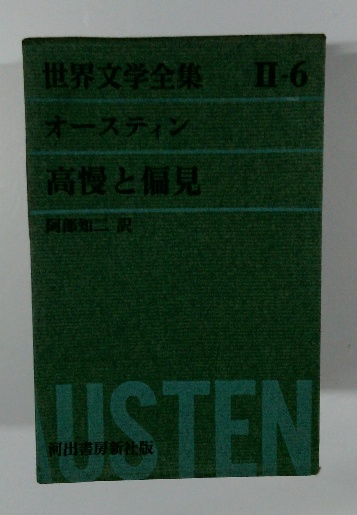 世界文学全集 II-6
オースティン
高慢と偏見
阿部知二 訳
AUSTEN
河出書房新社版